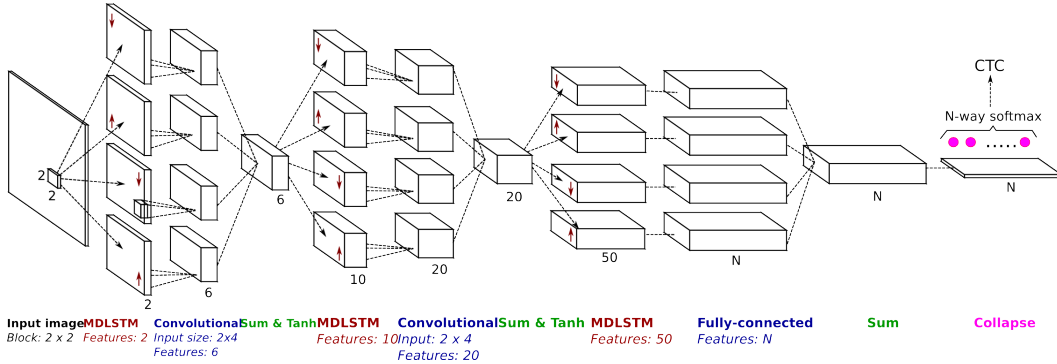 CTC
N-way softmax
.....
2
2
2
6
6
10
20
20
50
N
N
N
Input image
Block: 2 x 2
MDLSTM
Features: 2
Convolutional
Input size: 2x4
Features: 6
Sum & Tanh
MDLSTM
Features: 10
Convolutional
Input: 2 x 4
Features: 20
Sum & Tanh
MDLSTM
Features: 50
Fully-connected
Features: N
Sum
Collapse